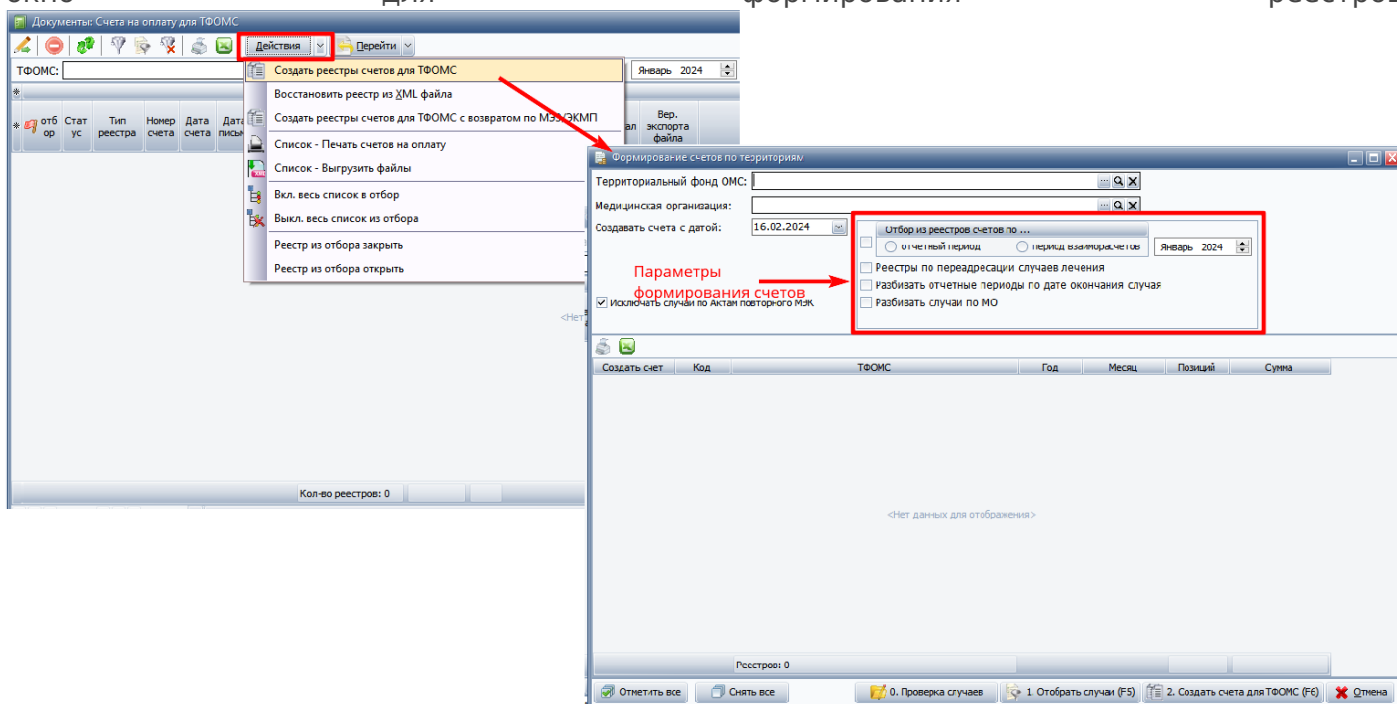 окно для формирования реестров
Документы: Счета на оплату для ТФОМС
Действия Перейти
ТФОМС: Январь 2024
Создать реестры счетов для ТФОМС
Восстановить реестр из XML файла
Создать реестры счетов для ТФОМС с возвратом по МЭЭ/ЭКМП
Список - Печать счетов на оплату
Список - Выгрузить файлы
Вкл. весь список в отбор
Выкл. весь список из отбора
Реестр из отбора закрыть
Реестр из отбора открыть
* отб ор Стат ус Тип реестра Номер счета Дата счета Дата письм ал Вер. экспорта файла
<Нет
Кол-во реестров: 0
Формирование счетов по территориям
Территориальный фонд ОМС:
Медицинская организация:
Создавать счета с датой: 16.02.2024
Отбор из реестров счетов по ...
отчетный период период взаиморасчетов Январь 2024
Реестры по переадресации случаев лечения
Разбивать отчетные периоды по дате окончания случая
Разбивать случаи по МО
Параметры
формирования счетов
Исключать случаи по Актам повторного МЭК
Создать счет Код ТФОМС Год Месяц Позиций Сумма
<Нет данных для отображения>
Реестров: 0
Отметить все Снять все 0. Проверка случаев 1. Отобрать случаи (F5) 2. Создать счета для ТФОМС (F6) Отмена